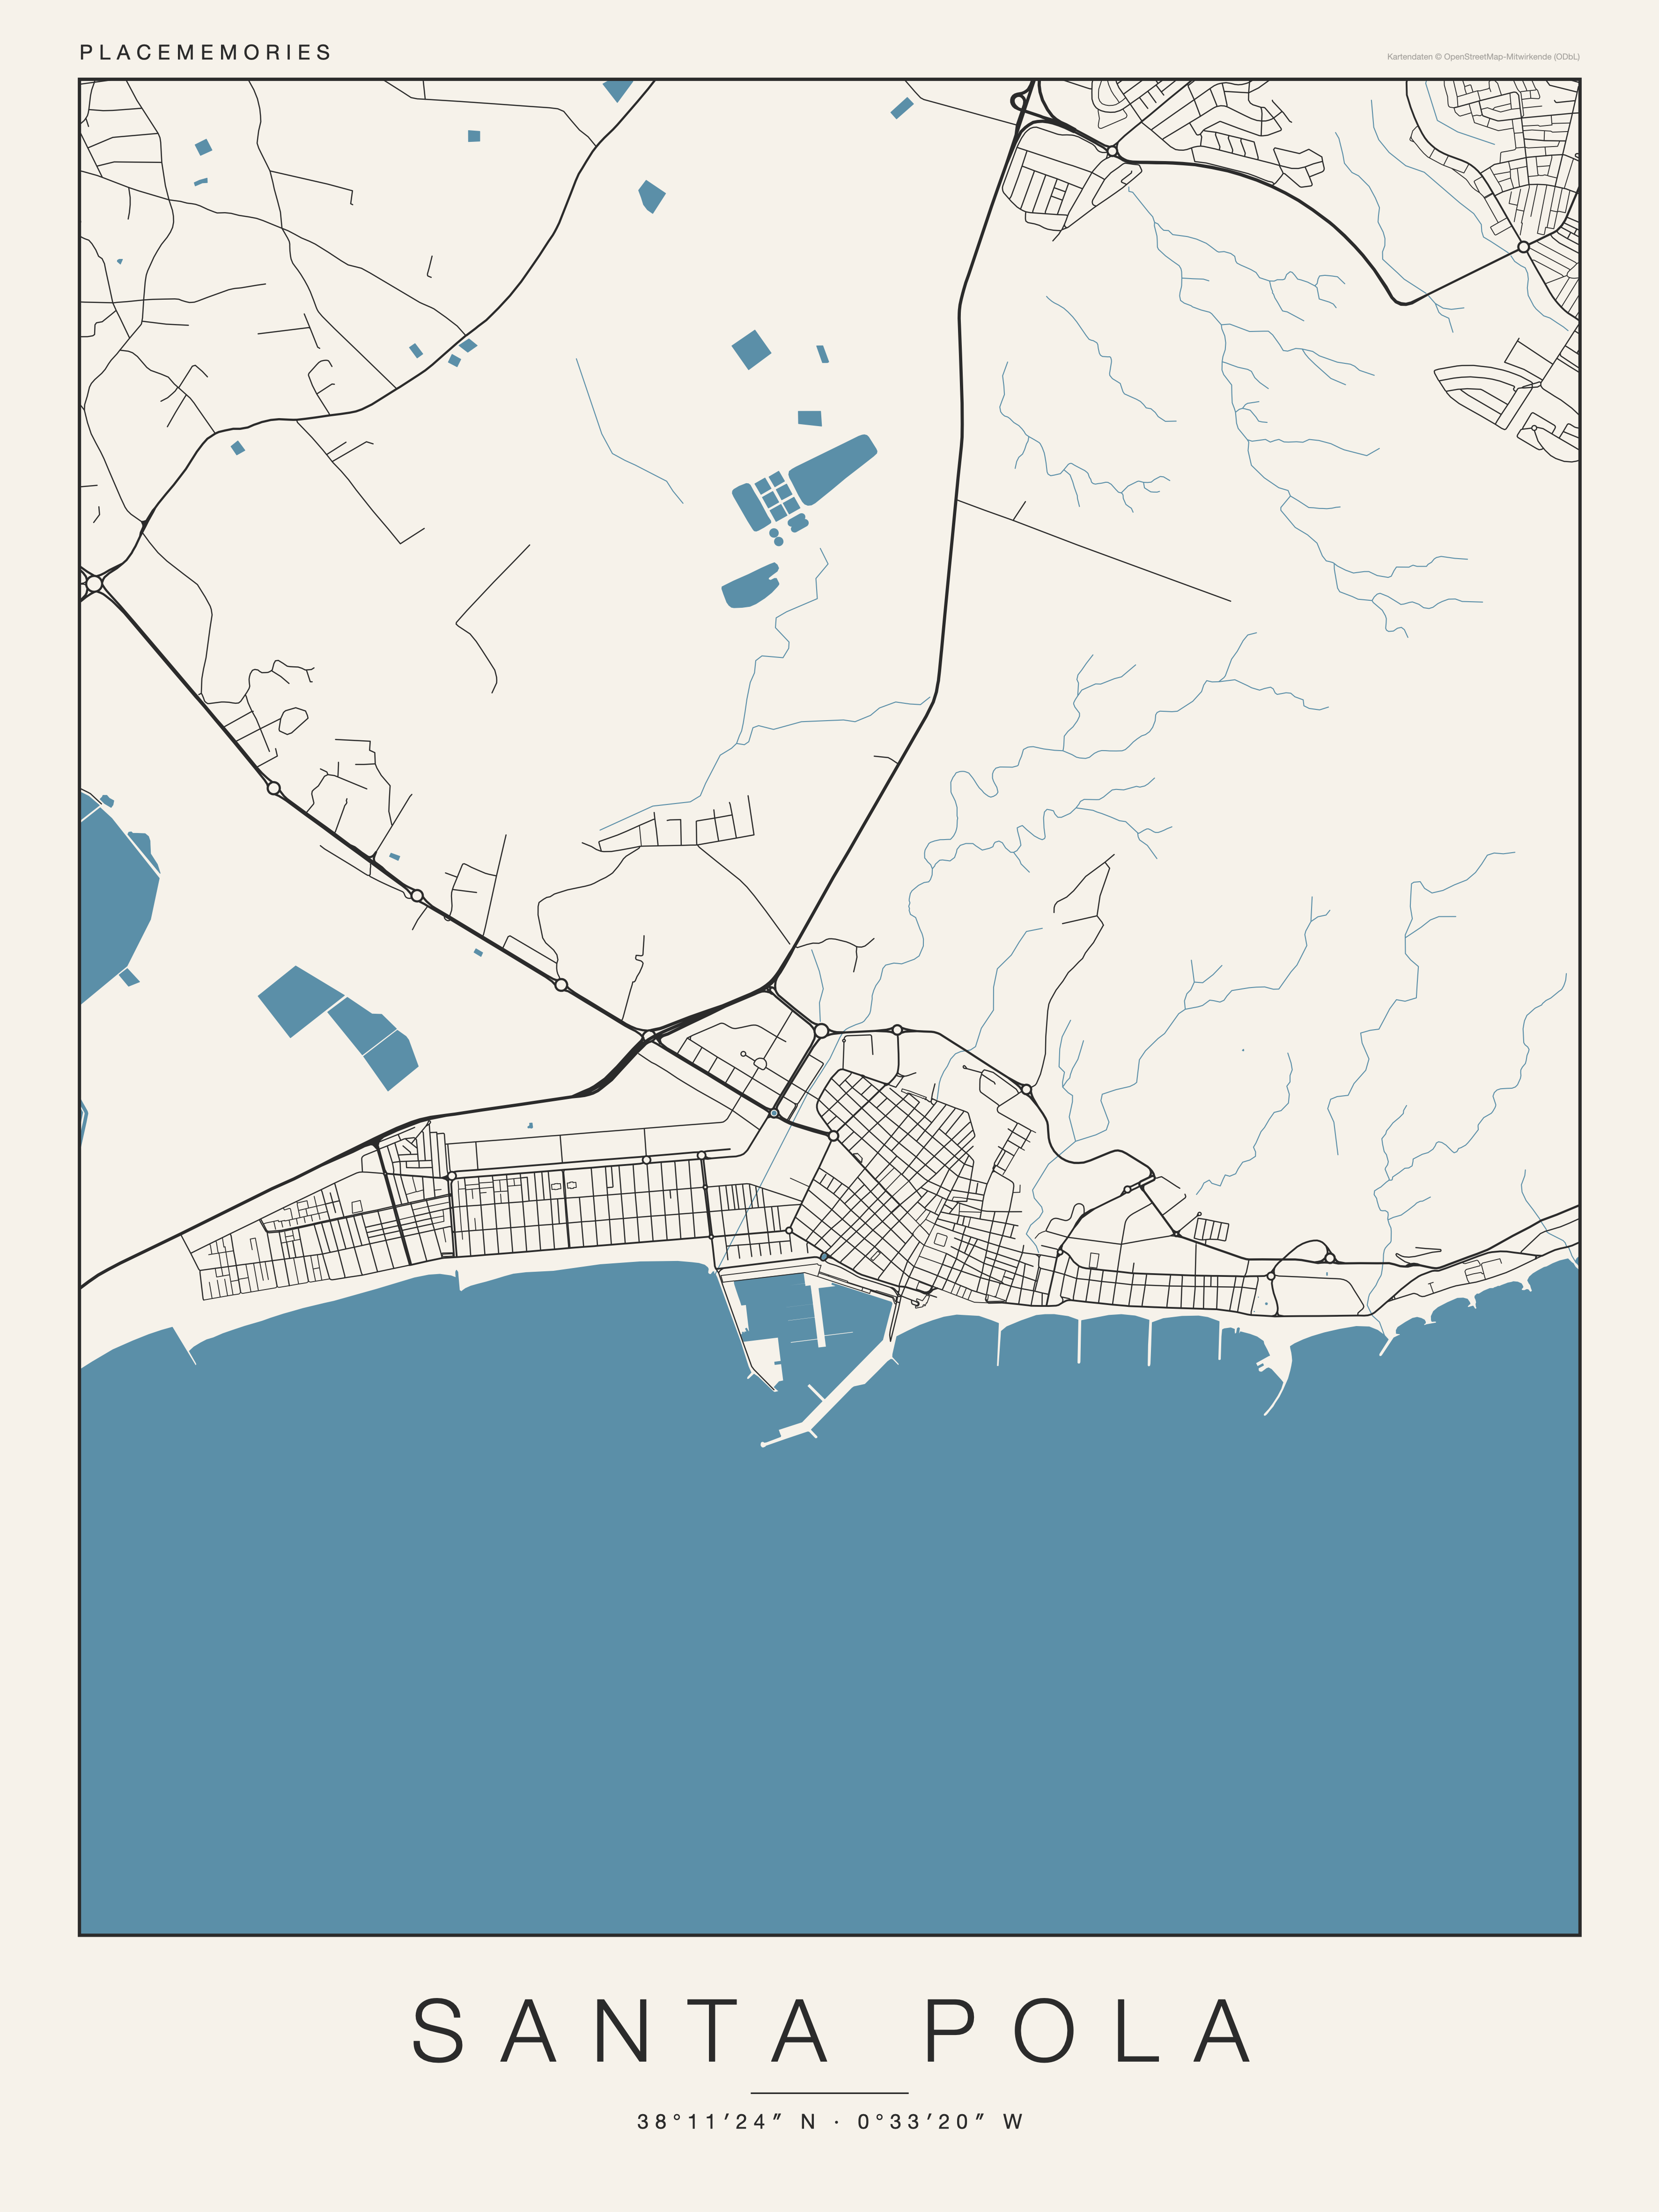 PLACEMEMORIES
Kartendaten © OpenStreetMap-Mitwirkende (ODbL)
SANTA POLA
38°11′24″ N · 0°33′20″ W